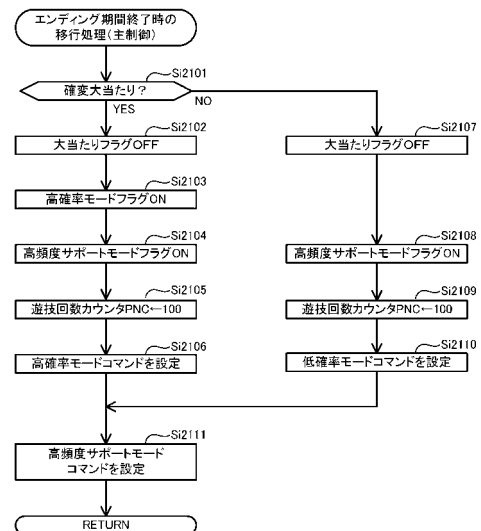 エンディング期間終了時の
移行処理(主制御)
Si2101
確変大当たり?
YES
NO
Si2102
大当たりフラグOFF
Si2107
大当たりフラグOFF
Si2103
高確率モードフラグON
Si2104
高頻度サポートモードフラグON
Si2108
高頻度サポートモードフラグON
Si2105
遊技回数カウンタPNC←100
Si2109
遊技回数カウンタPNC←100
Si2106
高確率モードコマンドを設定
Si2110
低確率モードコマンドを設定
Si2111
高頻度サポートモード
コマンドを設定
RETURN